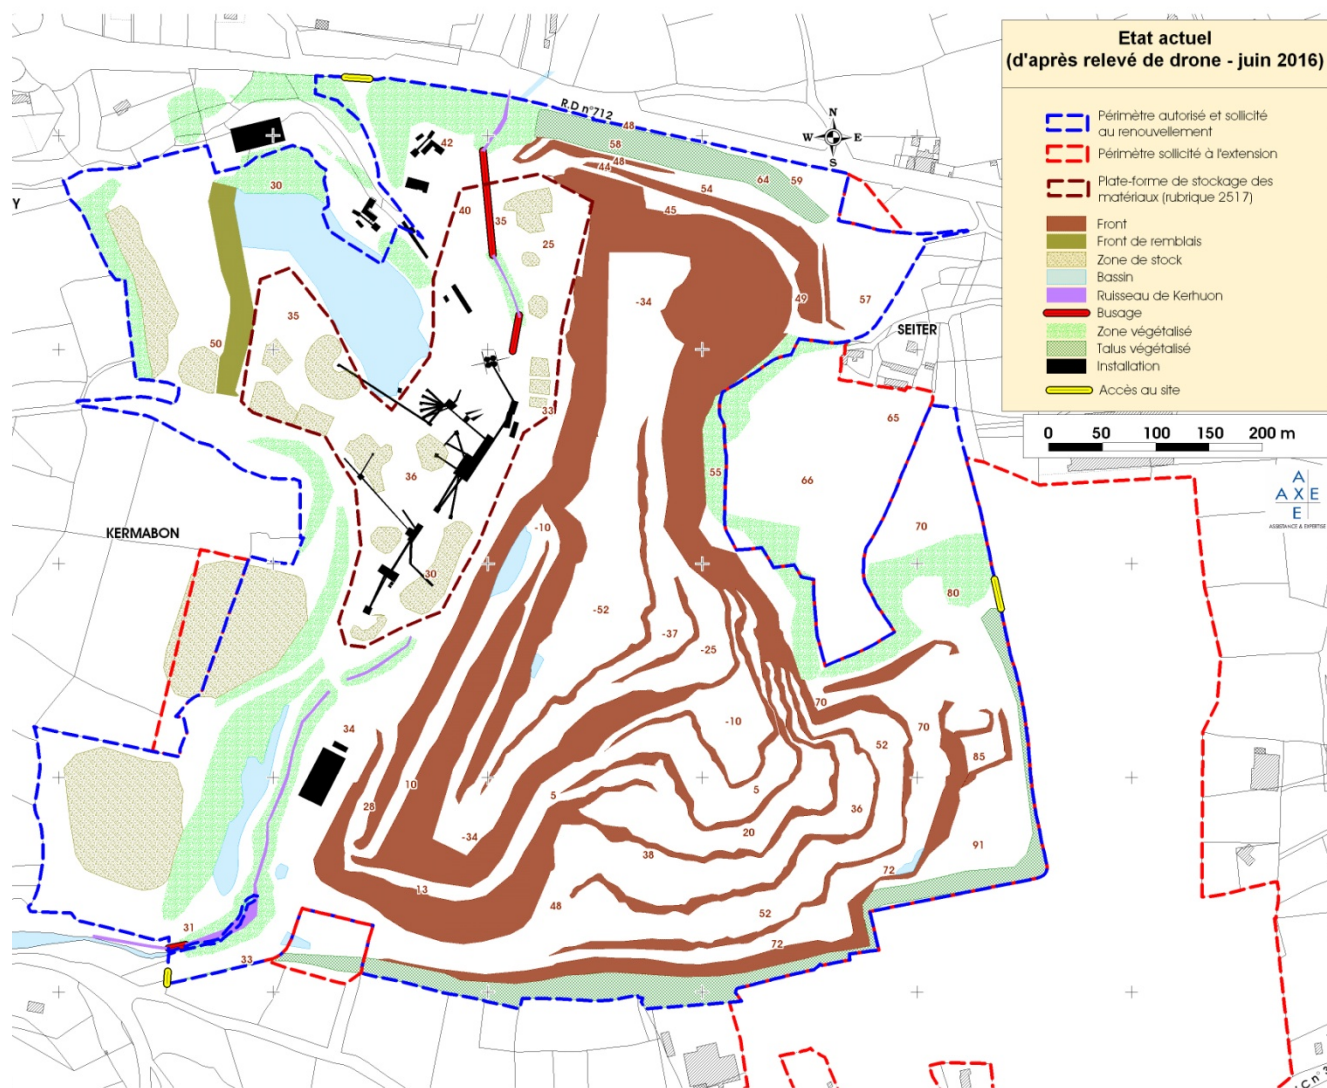 Etat actuel
(d'après relevé de drone - juin 2016)
Périmètre autorisé et sollicité
au renouvellement
Périmètre sollicité à l'extension
Plate-forme de stockage des
matériaux (rubrique 2517)
Front
Front de remblais
Zone de stock
Bassin
Ruisseau de Kerhuon
Busage
Zone végétalisé
Talus végétalisé
Installation
Accès au site
0 50 100 150 200 m
A
A X E
E
ASSISTANCE & EXPERTISE
N
W E
S
R.D n°712
48
58
42
48
44
64
59
54
30
Y
40
45
35
25
57
49
-34
35
SEITER
50
33
65
55
36
66
70
-10
KERMABON
30
80
-52
-37
-25
70
-10
34
70
52
85
10
5
5
28
36
20
-34
91
38
72
13
48
52
31
72
33
C n° 3